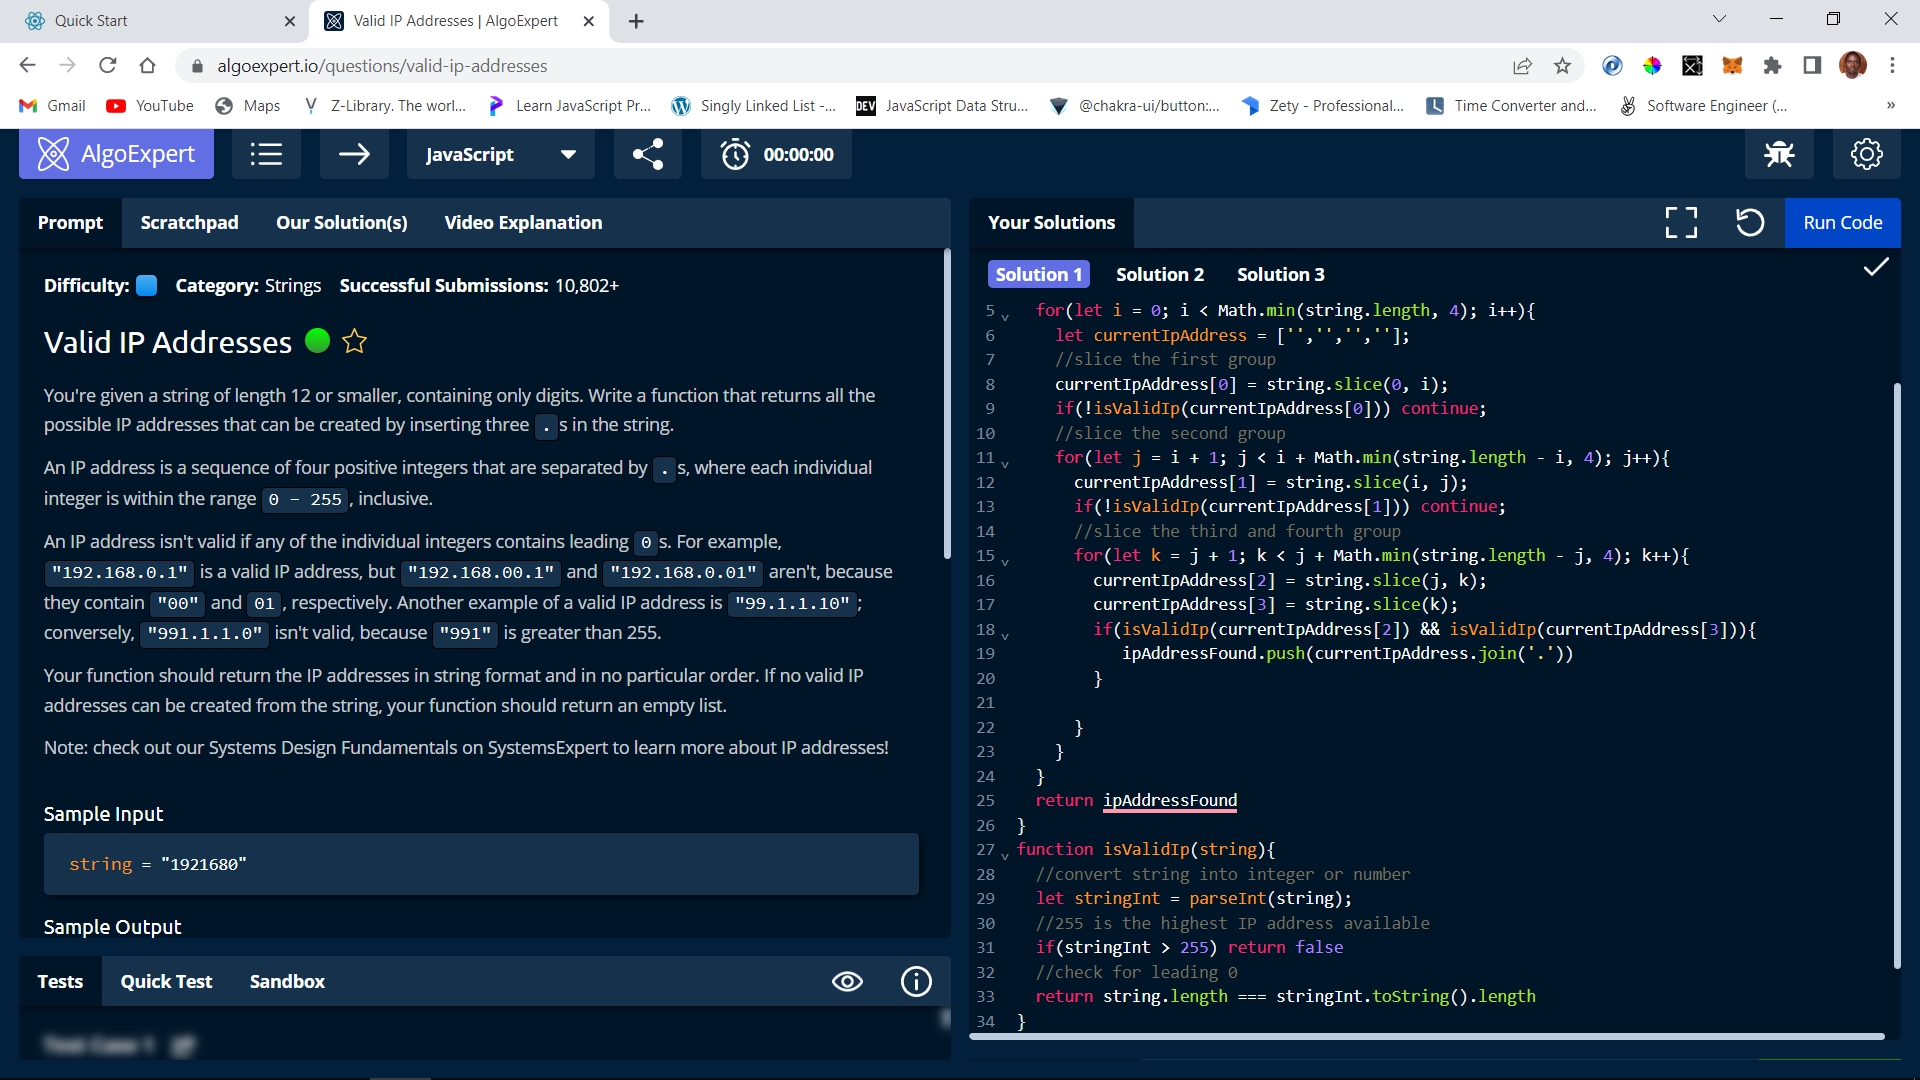 Quick Start
Valid IP Addresses | AlgoExpert
algoexpert.io/questions/valid-ip-addresses
Gmail
YouTube
Maps
Z-Library. The worl...
Learn JavaScript Pr...
Singly Linked List -...
DEV
JavaScript Data Stru...
@chakra-ui/button:...
Zety - Professional...
Time Converter and...
Software Engineer (...
»
AlgoExpert
JavaScript
00:00:00
Prompt
Scratchpad
Our Solution(s)
Video Explanation
Difficulty:
Category: Strings
Successful Submissions: 10,802+
Valid IP Addresses
You're given a string of length 12 or smaller, containing only digits. Write a function that returns all the
possible IP addresses that can be created by inserting three . s in the string.
An IP address is a sequence of four positive integers that are separated by . s, where each individual
integer is within the range 0 - 255 , inclusive.
An IP address isn't valid if any of the individual integers contains leading 0 s. For example,
"192.168.0.1" is a valid IP address, but "192.168.00.1" and "192.168.0.01" aren't, because
they contain "00" and 01 , respectively. Another example of a valid IP address is "99.1.1.10" ;
conversely, "991.1.1.0" isn't valid, because "991" is greater than 255.
Your function should return the IP addresses in string format and in no particular order. If no valid IP
addresses can be created from the string, your function should return an empty list.
Note: check out our Systems Design Fundamentals on SystemsExpert to learn more about IP addresses!
Sample Input
string = "1921680"
Sample Output
Tests
Quick Test
Sandbox
Test Case 1
Your Solutions
Run Code
Solution 1
Solution 2
Solution 3
5 for(let i = 0; i < Math.min(string.length, 4); i++){
6 let currentIpAddress = ['','','',''];
7 //slice the first group
8 currentIpAddress[0] = string.slice(0, i);
9 if(!isValidIp(currentIpAddress[0])) continue;
10 //slice the second group
11 for(let j = i + 1; j < i + Math.min(string.length - i, 4); j++){
12 currentIpAddress[1] = string.slice(i, j);
13 if(!isValidIp(currentIpAddress[1])) continue;
14 //slice the third and fourth group
15 for(let k = j + 1; k < j + Math.min(string.length - j, 4); k++){
16 currentIpAddress[2] = string.slice(j, k);
17 currentIpAddress[3] = string.slice(k);
18 if(isValidIp(currentIpAddress[2]) && isValidIp(currentIpAddress[3])){
19 ipAddressFound.push(currentIpAddress.join('.'))
20 }
21
22 }
23 }
24 }
25 return ipAddressFound
26 }
27 function isValidIp(string){
28 //convert string into integer or number
29 let stringInt = parseInt(string);
30 //255 is the highest IP address available
31 if(stringInt > 255) return false
32 //check for leading 0
33 return string.length === stringInt.toString().length
34 }